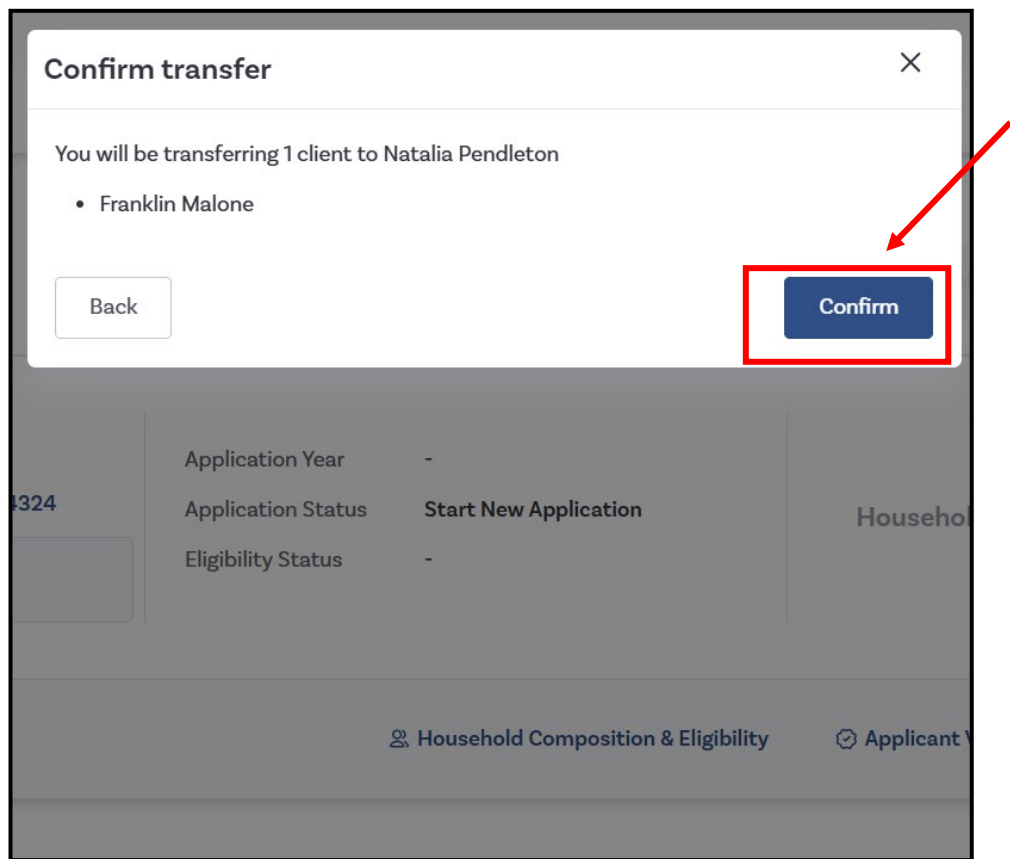 Confirm transfer
You will be transferring 1 client to Natalia Pendleton
• Franklin Malone
Back
Confirm
Application Year -
4324
Application Status Start New Application
Househol
Eligibility Status -
Household Composition & Eligibility
Applicant V